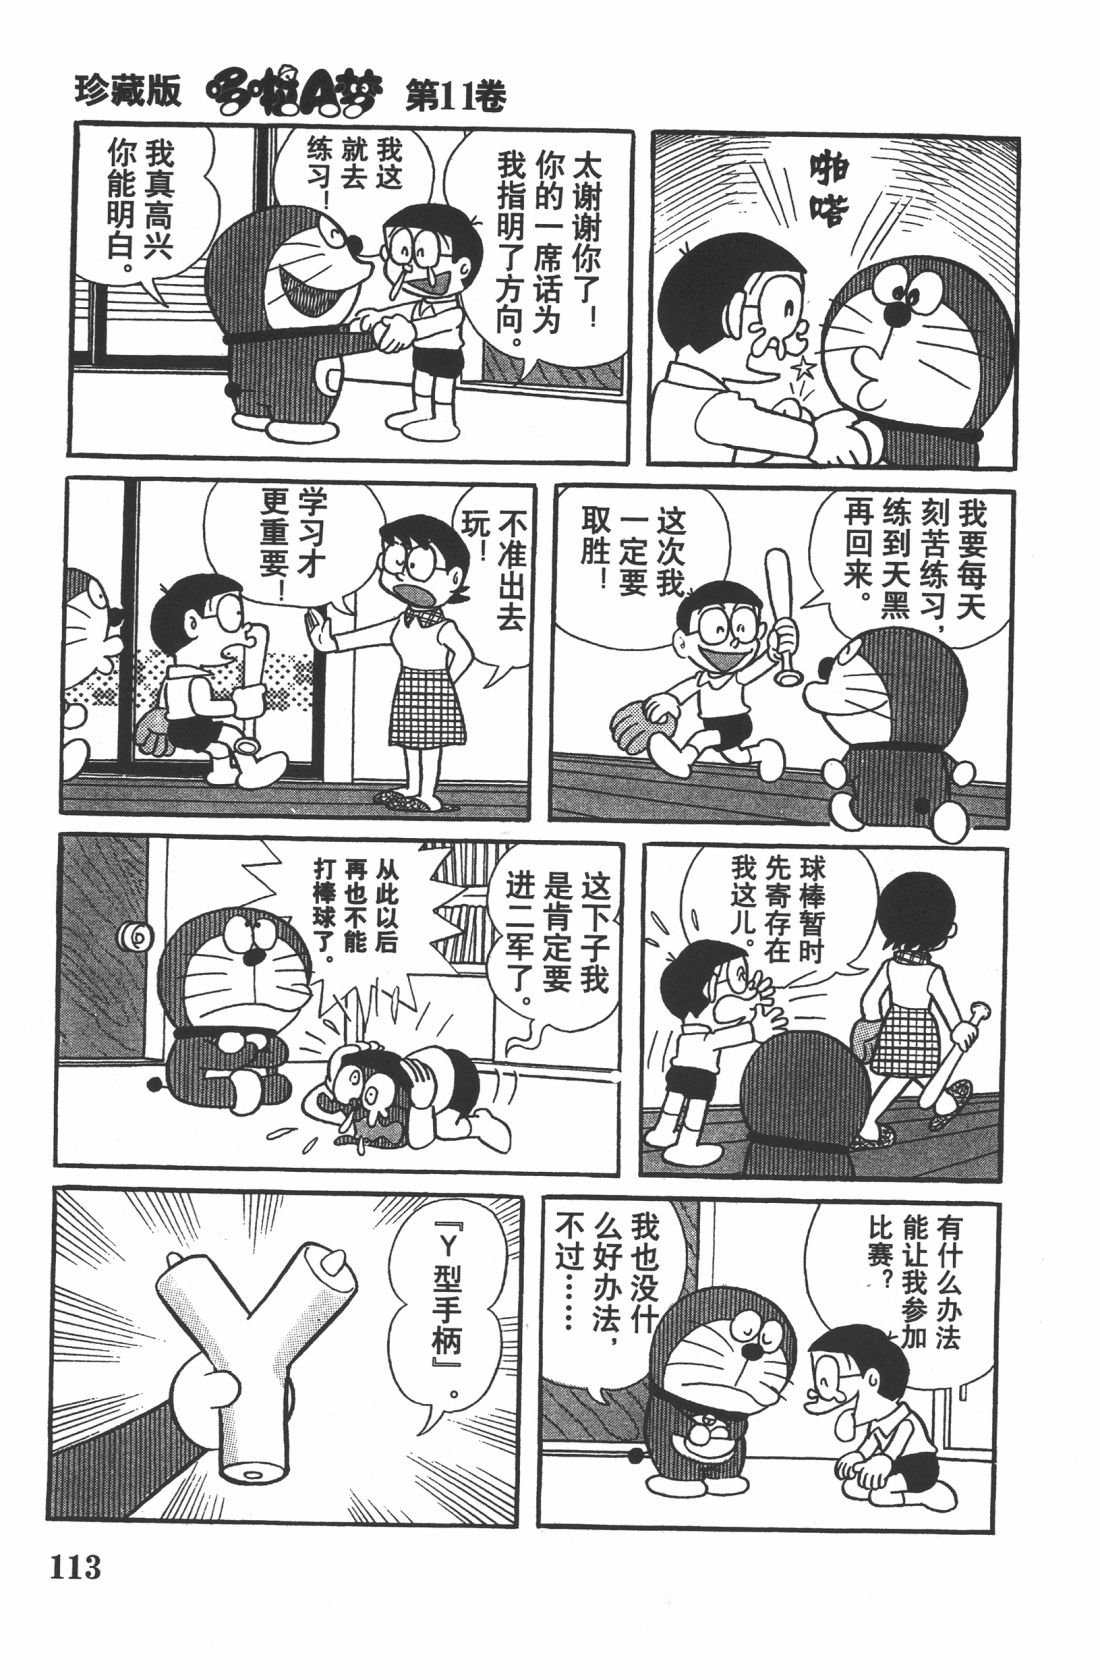 珍藏版 哆啦A梦 第11卷
啪
嗒
太谢谢你了！
你的一席话为
我指明了方向。
我这
就去
练习！
我真高兴
你能明白。
我要每天
刻苦练习，
练到天黑
再回来。
这次我
一定要
取胜！
不准出去
玩！
学习才
更重要！
球棒暂时
先寄存在
我这儿。
这下子我
是肯定要
进二军了。
从此以后
再也不能
打棒球了。
有什么办法
能让我参加
比赛？
我也没什
么好办法，
不过……
『Y型手柄』。
113